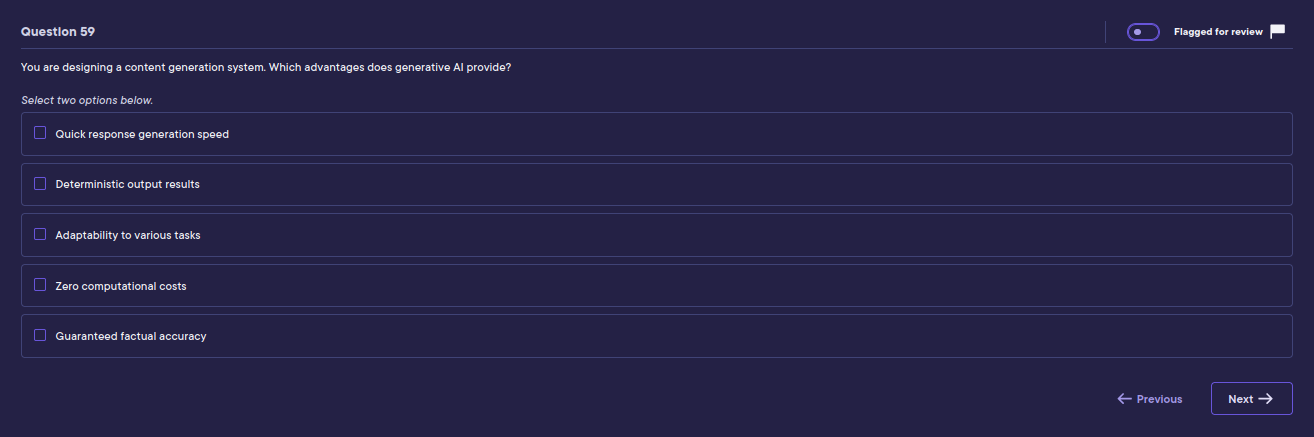 Question 59
Flagged for review
You are designing a content generation system. Which advantages does generative AI provide?
Select two options below.
Quick response generation speed
Deterministic output results
Adaptability to various tasks
Zero computational costs
Guaranteed factual accuracy
Previous
Next